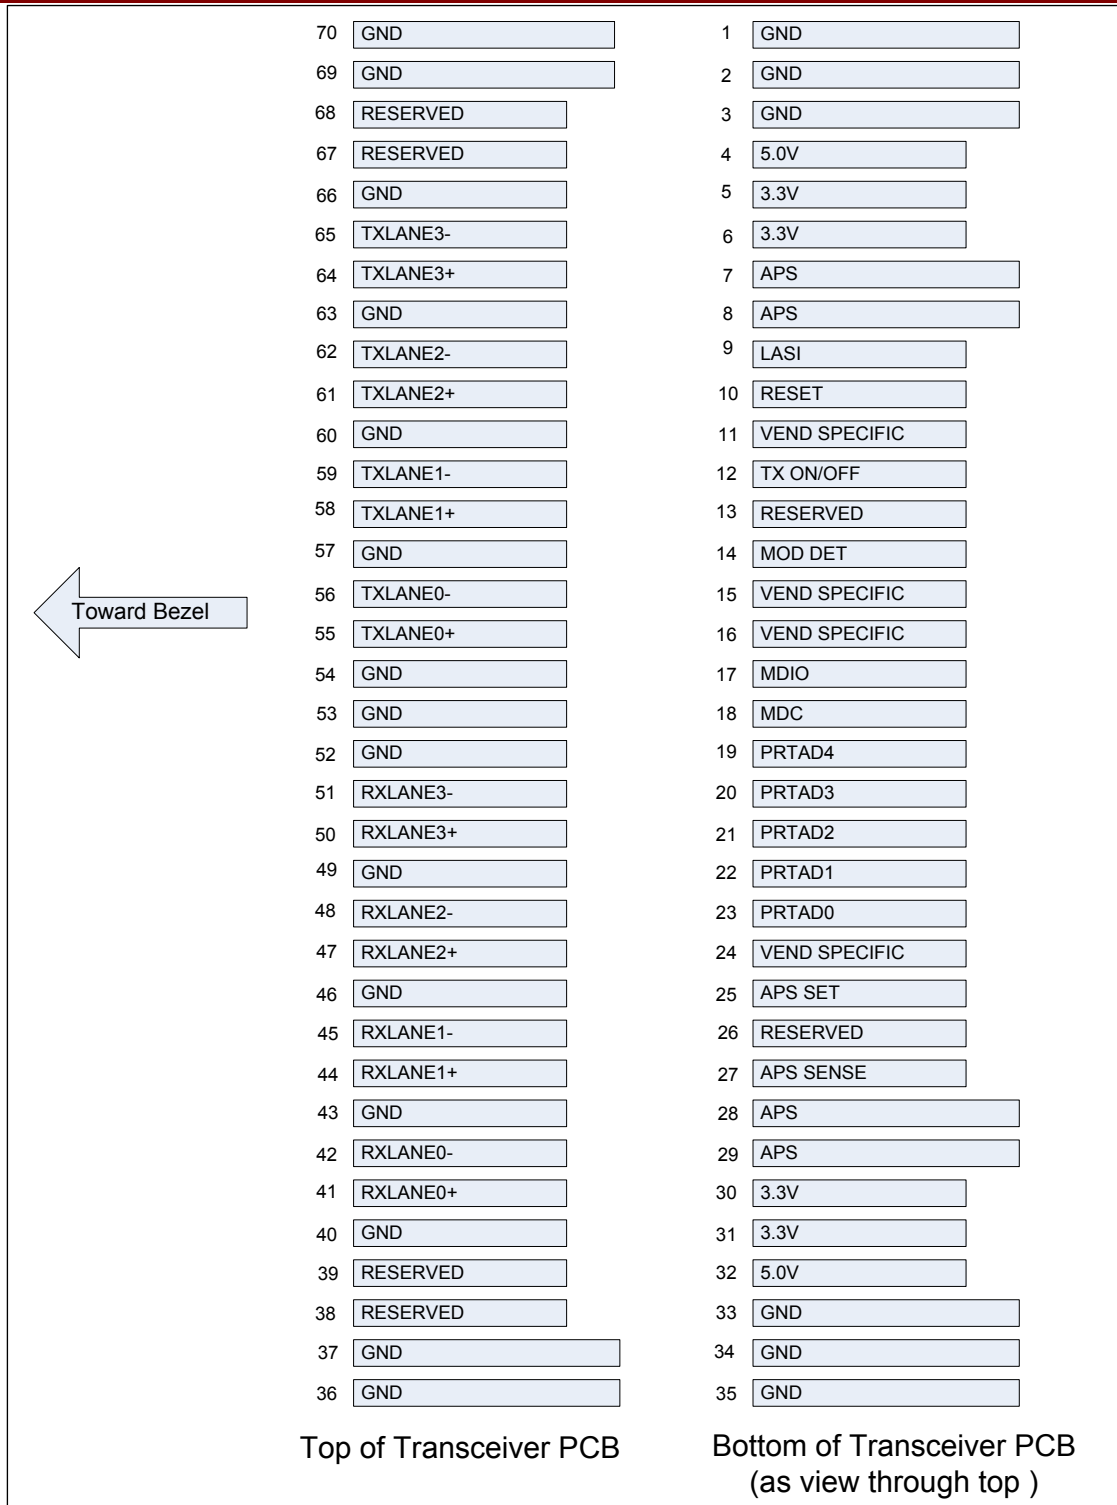 70 GND 1 GND
69 GND 2 GND
68 RESERVED 3 GND
67 RESERVED 4 5.0V
66 GND 5 3.3V
65 TXLANE3- 6 3.3V
64 TXLANE3+ 7 APS
63 GND 8 APS
62 TXLANE2- 9 LASI
61 TXLANE2+ 10 RESET
60 GND 11 VEND SPECIFIC
59 TXLANE1- 12 TX ON/OFF
58 TXLANE1+ 13 RESERVED
57 GND 14 MOD DET
56 TXLANE0- 15 VEND SPECIFIC
Toward Bezel
55 TXLANE0+ 16 VEND SPECIFIC
54 GND 17 MDIO
53 GND 18 MDC
52 GND 19 PRTAD4
51 RXLANE3- 20 PRTAD3
50 RXLANE3+ 21 PRTAD2
49 GND 22 PRTAD1
48 RXLANE2- 23 PRTAD0
47 RXLANE2+ 24 VEND SPECIFIC
46 GND 25 APS SET
45 RXLANE1- 26 RESERVED
44 RXLANE1+ 27 APS SENSE
43 GND 28 APS
42 RXLANE0- 29 APS
41 RXLANE0+ 30 3.3V
40 GND 31 3.3V
39 RESERVED 32 5.0V
38 RESERVED 33 GND
37 GND 34 GND
36 GND 35 GND
Top of Transceiver PCB
Bottom of Transceiver PCB
(as view through top )